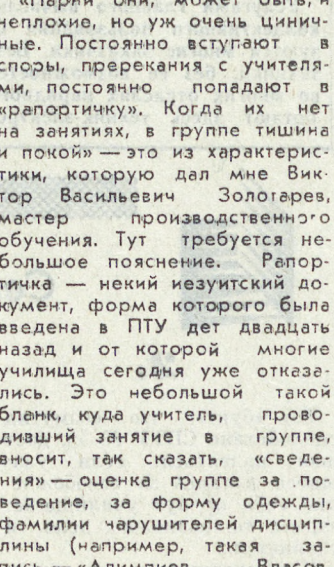 «Парни они, может быть, и
неплохие, но уж очень цинич-
ные. Постоянно вступают в
споры, пререкания с учителя-
ми, постоянно попадают в
«рапортичку». Когда их нет
на занятиях, в группе тишина
и покой» — это из характерис-
тики, которую дал мне Вик-
тор Васильевич Золотарев,
мастер производственного
обучения. Тут требуется не-
большое пояснение. Рапор-
тичка — некий иезуитский до-
кумент, форма которого была
введена в ПТУ дет двадцать
назад и от которой многие
училища сегодня уже отказа-
лись. Это небольшой такой
бланк, куда учитель, прово-
дивший занятие в группе,
вносит, так сказать, «сведе-
ния» — оценка группе за по-
ведение, за форму одежды,
фамилии нарушителей дисцип-
лины (например, такая за-